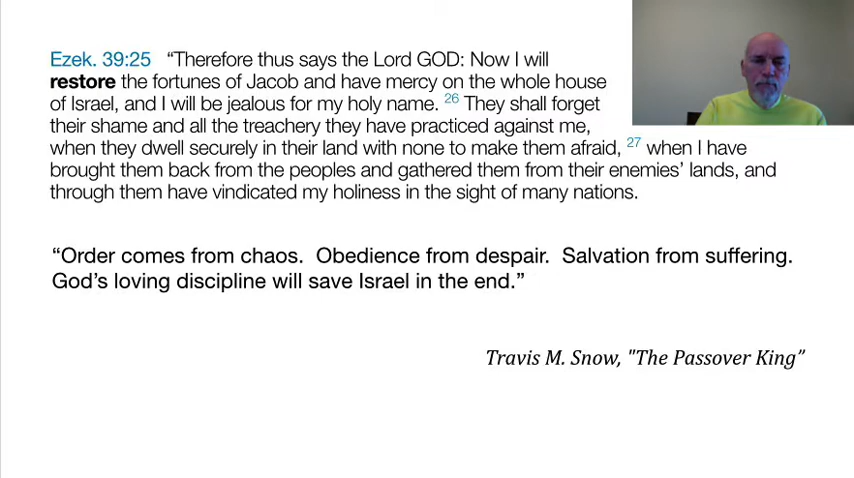 Ezek. 39:25 “Therefore thus says the Lord GOD: Now I will
restore the fortunes of Jacob and have mercy on the whole house
of Israel, and I will be jealous for my holy name. 26 They shall forget
their shame and all the treachery they have practiced against me,
when they dwell securely in their land with none to make them afraid, 27 when I have
brought them back from the peoples and gathered them from their enemies’ lands, and
through them have vindicated my holiness in the sight of many nations.
“Order comes from chaos. Obedience from despair. Salvation from suffering.
God’s loving discipline will save Israel in the end.”
Travis M. Snow, "The Passover King”